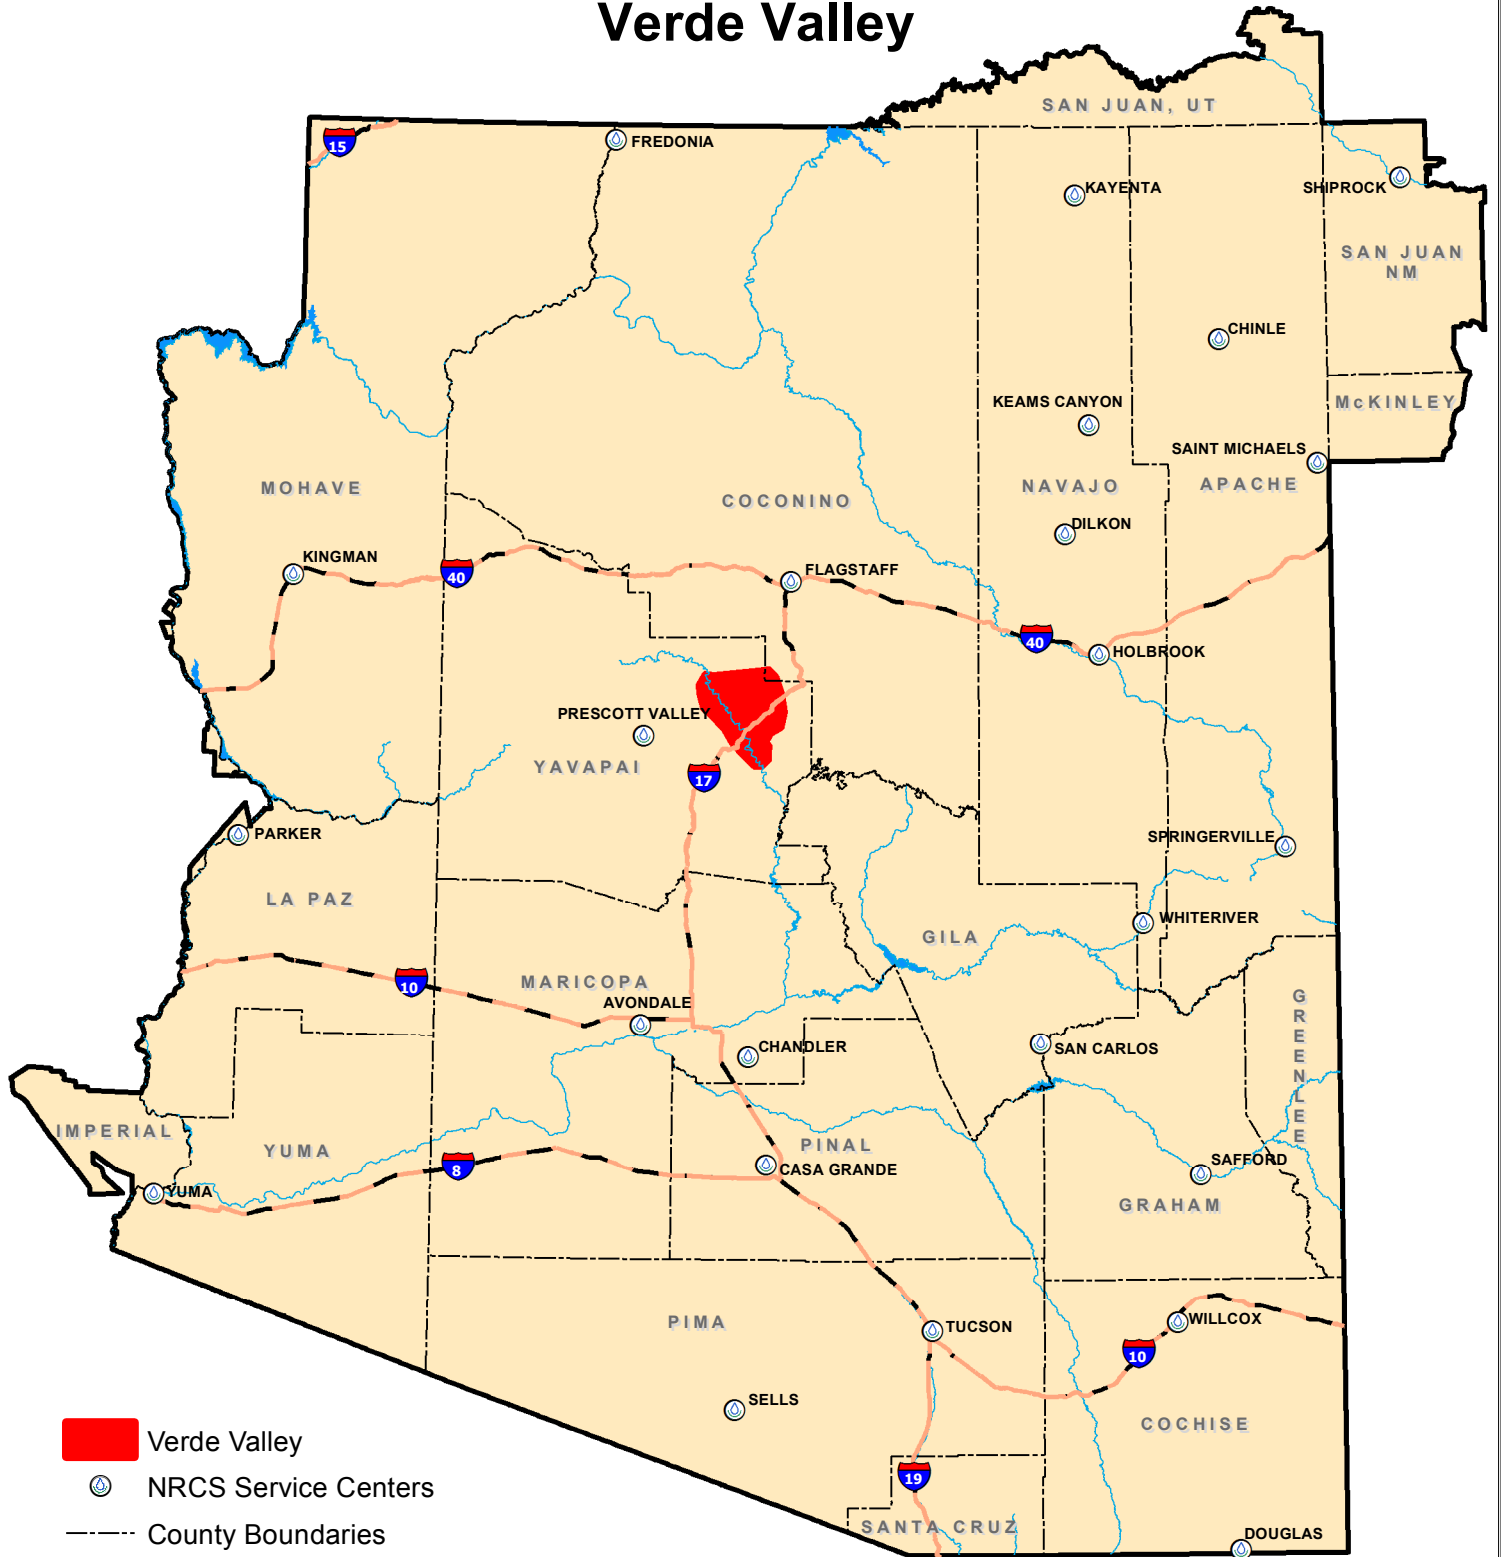 Verde Valley
SAN JUAN, UT
15
FREDONIA
KAYENTA
SHIPROCK
SAN JUAN
NM
CHINLE
KEAMS CANYON
McKINLEY
SAINT MICHAELS
MOHAVE
COCONINO
NAVAJO
APACHE
DILKON
KINGMAN
40
FLAGSTAFF
40
HOLBROOK
PRESCOTT VALLEY
YAVAPAI
17
PARKER
SPRINGERVILLE
LA PAZ
WHITERIVER
GILA
MARICOPA
10
AVONDALE
GREENLEE
CHANDLER
SAN CARLOS
IMPERIAL
YUMA
PINAL
8
CASA GRANDE
SAFFORD
YUMA
GRAHAM
PIMA
TUCSON
WILLCOX
10
SELLS
COCHISE
Verde Valley
19
NRCS Service Centers
SANTA CRUZ
County Boundaries
DOUGLAS